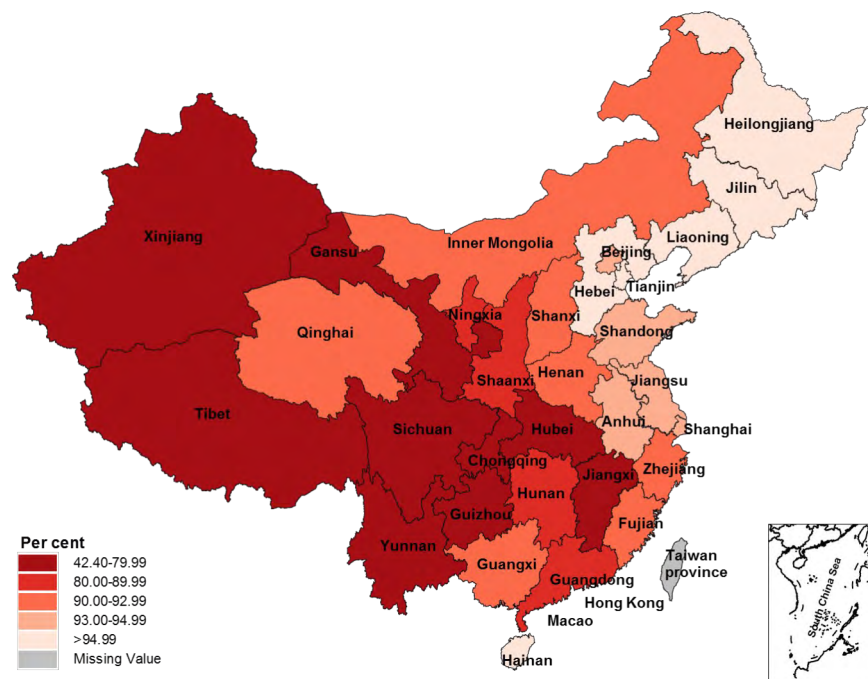 Heilongjiang
Jilin
Xinjiang
Inner Mongolia
Liaoning
Gansu
Beijing
Tianjin
Hebei
Ningxia
Shanxi
Qinghai
Shandong
Henan
Shaanxi
Jiangsu
Tibet
Anhui
Sichuan
Hubei
Shanghai
Chongqing
Jiangxi
Zhejiang
Hunan
Guizhou
Fujian
Yunnan
Guangxi
Taiwan
province
Guangdong
Hong Kong
Macao
Hainan
Per cent
42.40-79.99
80.00-89.99
90.00-92.99
93.00-94.99
>94.99
Missing Value
South China Sea